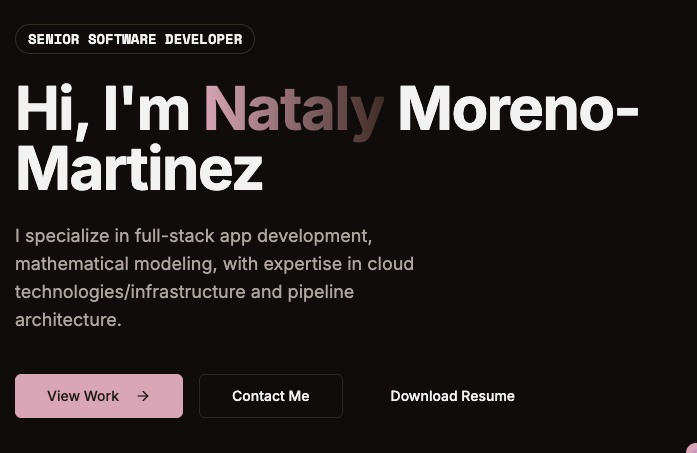 SENIOR SOFTWARE DEVELOPER
Hi, I'm Nataly Moreno-
Martinez
I specialize in full-stack app development,
mathematical modeling, with expertise in cloud
technologies/infrastructure and pipeline
architecture.
View Work →
Contact Me
Download Resume